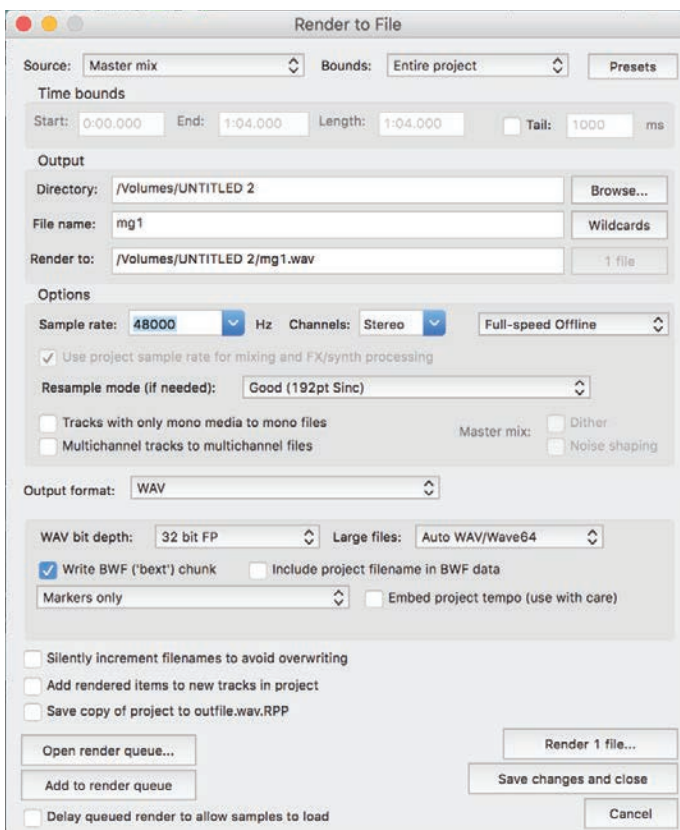 Render to File
Source: Master mix Bounds: Entire project Presets
Time bounds
Start: 0:00.000 End: 1:04.000 Length: 1:04.000 Tail: 1000 ms
Output
Directory: /Volumes/UNTITLED 2 Browse...
File name: mg1 Wildcards
Render to: /Volumes/UNTITLED 2/mg1.wav 1 file
Options
Sample rate: 48000 Hz Channels: Stereo Full-speed Offline
Use project sample rate for mixing and FX/synth processing
Resample mode (if needed): Good (192pt Sinc)
Tracks with only mono media to mono files
Multichannel tracks to multichannel files
Master mix: Dither
Noise shaping
Output format: WAV
WAV bit depth: 32 bit FP Large files: Auto WAV/Wave64
Write BWF ('bext') chunk Include project filename in BWF data
Markers only Embed project tempo (use with care)
Silently increment filenames to avoid overwriting
Add rendered items to new tracks in project
Save copy of project to outfile.wav.RPP
Open render queue... Render 1 file...
Add to render queue Save changes and close
Delay queued render to allow samples to load Cancel